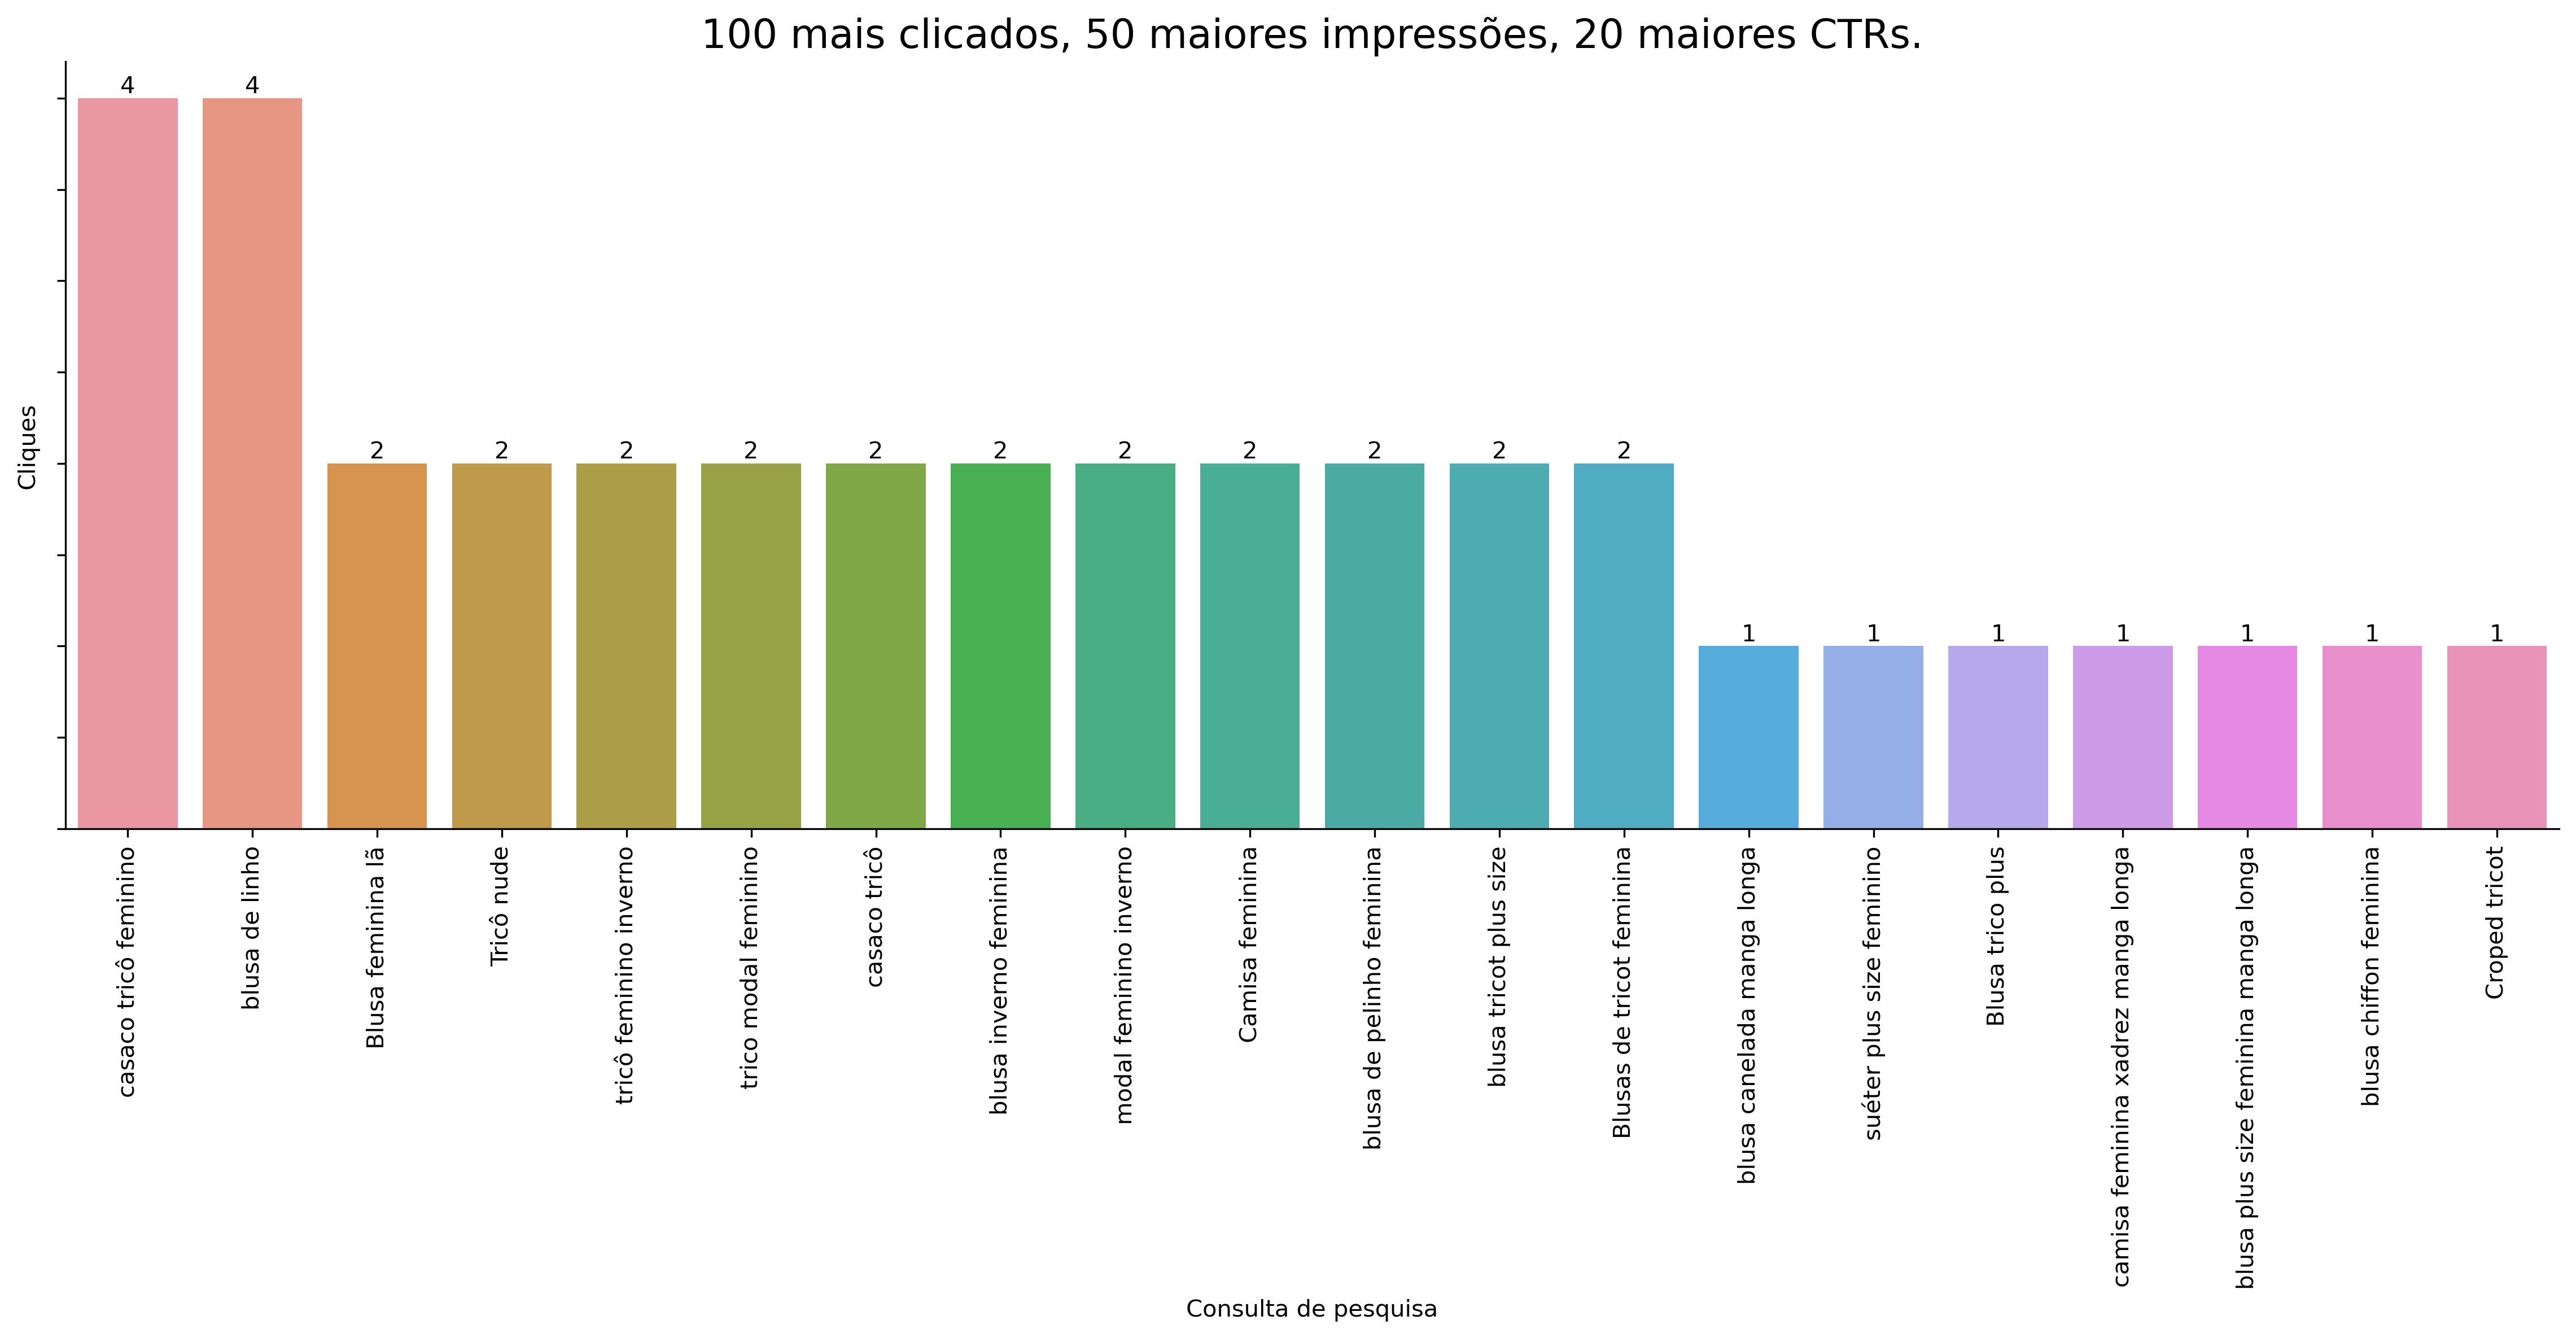 100 mais clicados, 50 maiores impressões, 20 maiores CTRs.
Cliques
4
4
2
2
2
2
2
2
2
2
2
2
2
1
1
1
1
1
1
1
casaco tricô feminino
blusa de linho
Blusa feminina lã
Tricô nude
tricô feminino inverno
trico modal feminino
casaco tricô
blusa inverno feminina
modal feminino inverno
Camisa feminina
blusa de pelinho feminina
blusa tricot plus size
Blusas de tricot feminina
blusa canelada manga longa
suéter plus size feminino
Blusa trico plus
camisa feminina xadrez manga longa
blusa plus size feminina manga longa
blusa chiffon feminina
Croped tricot
Consulta de pesquisa